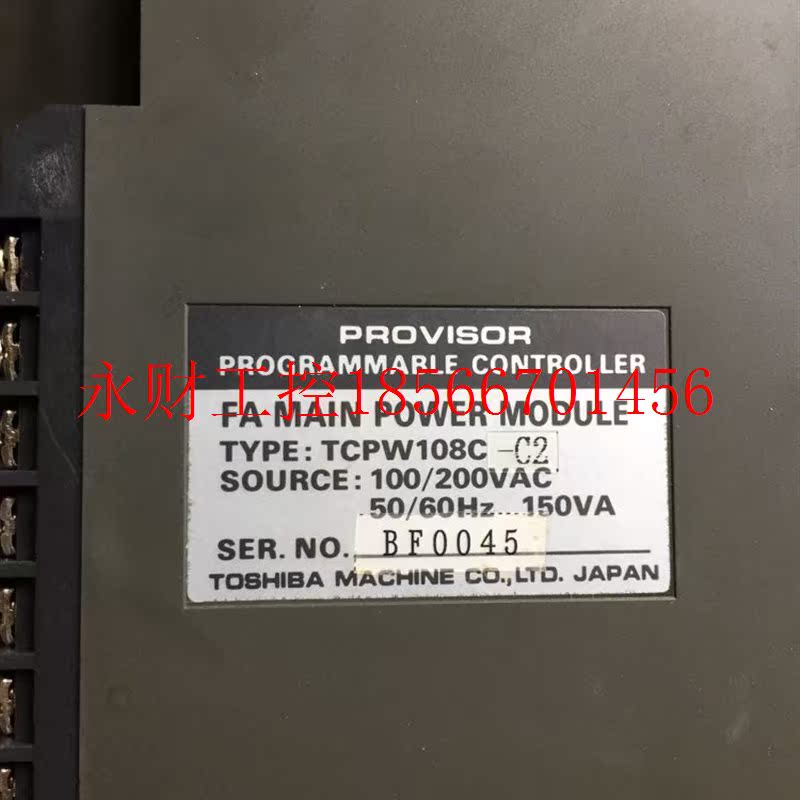 PROVISOR
PROGRAMMABLE CONTROLLER
永财工控18566701456
FA MAIN POWER MODULE
TYPE: TCPW108C -C2
SOURCE: 100/200VAC
50/60Hz...150VA
SER. NO. BF0045
TOSHIBA MACHINE CO.,LTD. JAPAN